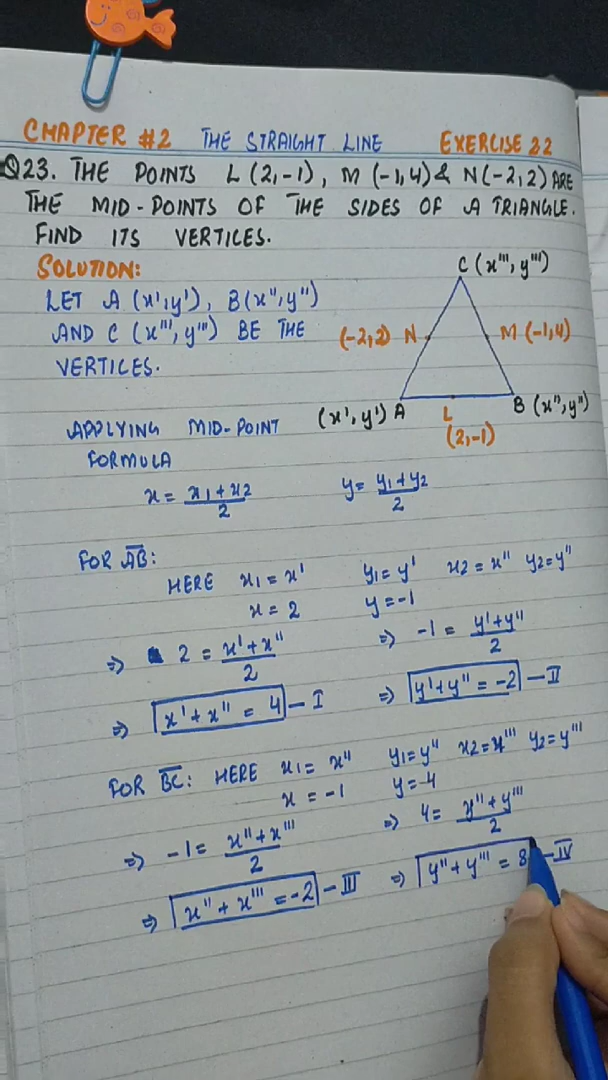 CHAPTER #2 THE STRAIGHT LINE EXERCISE 2.2
Q23. THE POINTS L (2,-1), M (-1,4) & N(-2,2) ARE
THE MID-POINTS OF THE SIDES OF A TRIANGLE.
FIND ITS VERTICES.
SOLUTION:
LET A (x',y'), B(x'',y'')
AND C (x''',y''') BE THE
VERTICES.
C (x''',y''')
(-2,2) N
M (-1,4)
(x',y') A
L
(2,-1)
B (x'',y'')
APPLYING MID-POINT
FORMULA
x = x1+x2/2 y = y1+y2/2
FOR AB:
HERE x1 = x' y1 = y' x2 = x'' y2 = y''
x = 2 y = -1
⇒ 2 = x'+x''/2 ⇒ -1 = y'+y''/2
⇒ x'+x'' = 4 - I ⇒ y'+y'' = -2 - II
FOR BC: HERE x1 = x'' y1 = y'' x2 = x''' y2 = y'''
x = -1 y = -4
⇒ -1 = x''+x'''/2 ⇒ 4 = y''+y'''/2
⇒ x''+x''' = -2 - III ⇒ y''+y''' = 8 - IV